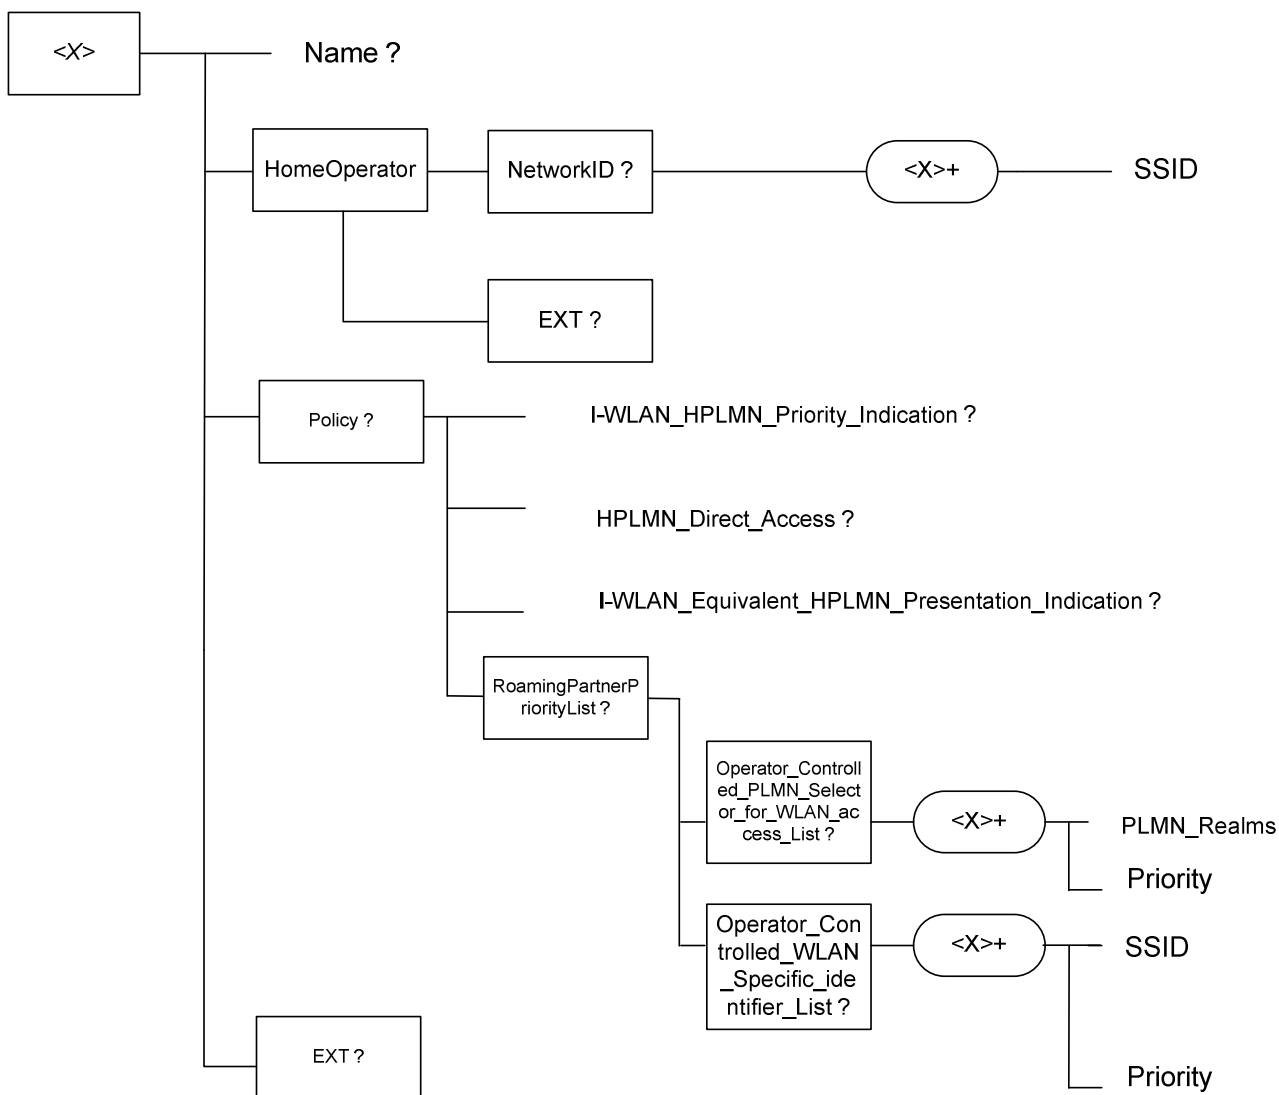 <X>
Name ?
HomeOperator
NetworkID ?
<X>+
SSID
EXT ?
Policy ?
I-WLAN_HPLMN_Priority_Indication ?
HPLMN_Direct_Access ?
I-WLAN_Equivalent_HPLMN_Presentation_Indication ?
RoamingPartnerP
riorityList ?
Operator_Controll
ed_PLMN_Select
or_for_WLAN_ac
cess_List ?
<X>+
PLMN_Realms
Priority
Operator_Con
trolled_WLAN
_Specific_ide
ntifier_List ?
<X>+
SSID
Priority
EXT ?